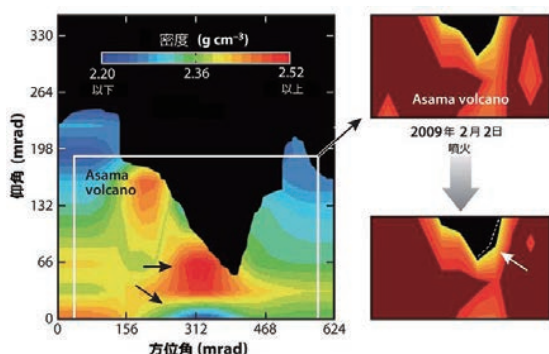 330
264
198
132
66
0
仰角 (mrad)
密度 (g cm⁻³)
2.20
以下
2.36
2.52
以上
Asama
volcano
0
156
312
468
624
方位角 (mrad)
Asama volcano
2009年 2月2日
噴火